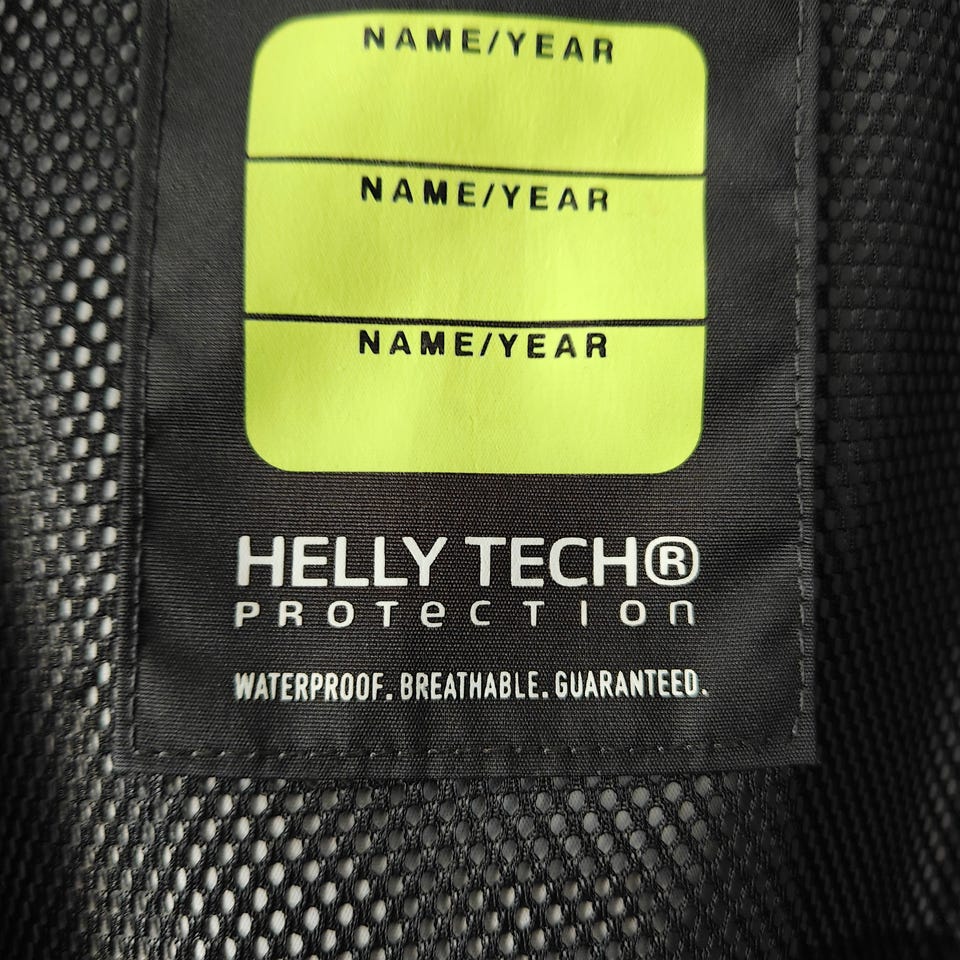 NAME/YEAR
NAME/YEAR
NAME/YEAR
HELLY TECH®
PROTecTIon
WATERPROOF. BREATHABLE. GUARANTEED.